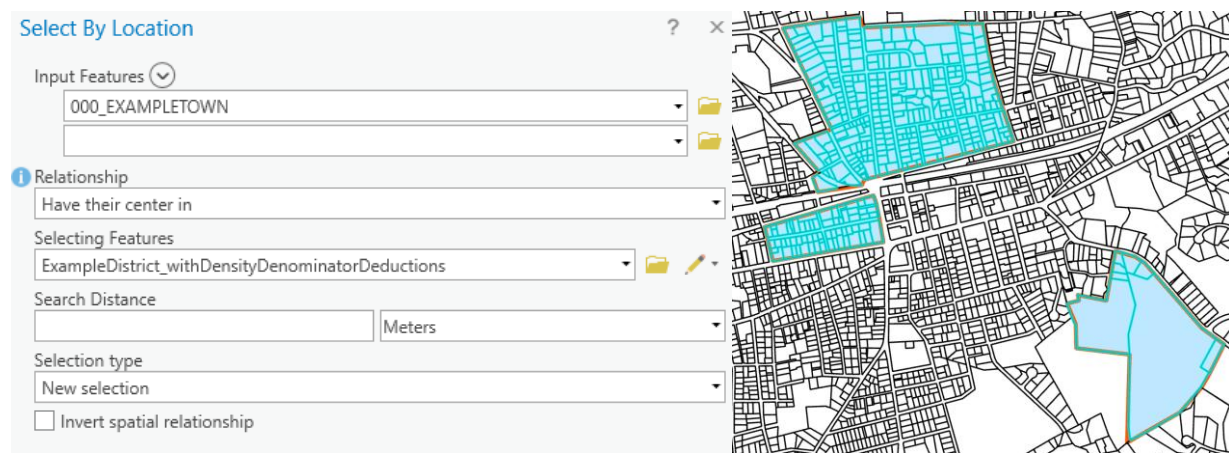 Select By Location
?
×
Input Features
000_EXAMPLETOWN
Relationship
Have their center in
Selecting Features
ExampleDistrict_withDensityDenominatorDeductions
Search Distance
Meters
Selection type
New selection
Invert spatial relationship